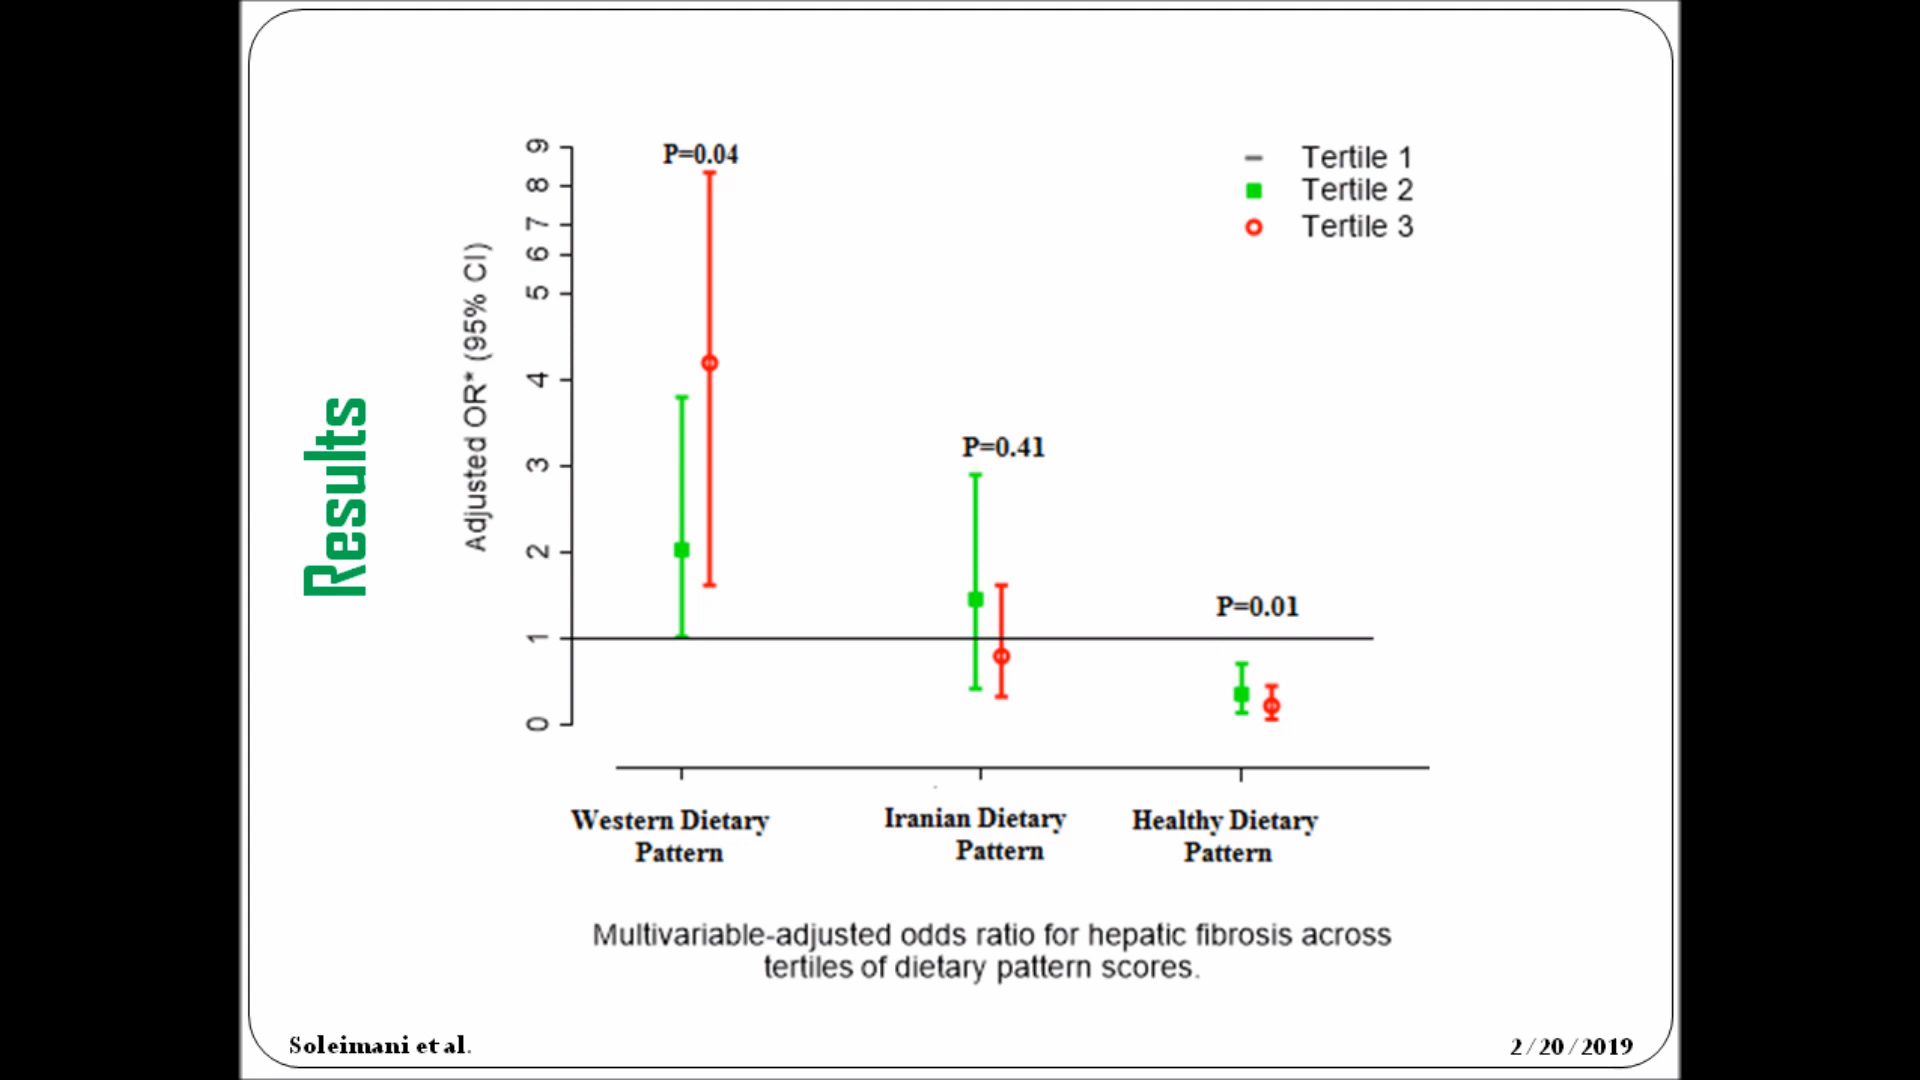 Results
Adjusted OR* (95% CI)
9
8
7
6
5
4
3
2
1
0
P=0.04
P=0.41
P=0.01
Tertile 1
Tertile 2
Tertile 3
Western Dietary
Pattern
Iranian Dietary
Pattern
Healthy Dietary
Pattern
Multivariable-adjusted odds ratio for hepatic fibrosis across
tertiles of dietary pattern scores.
Soleimani et al.
2/20/2019